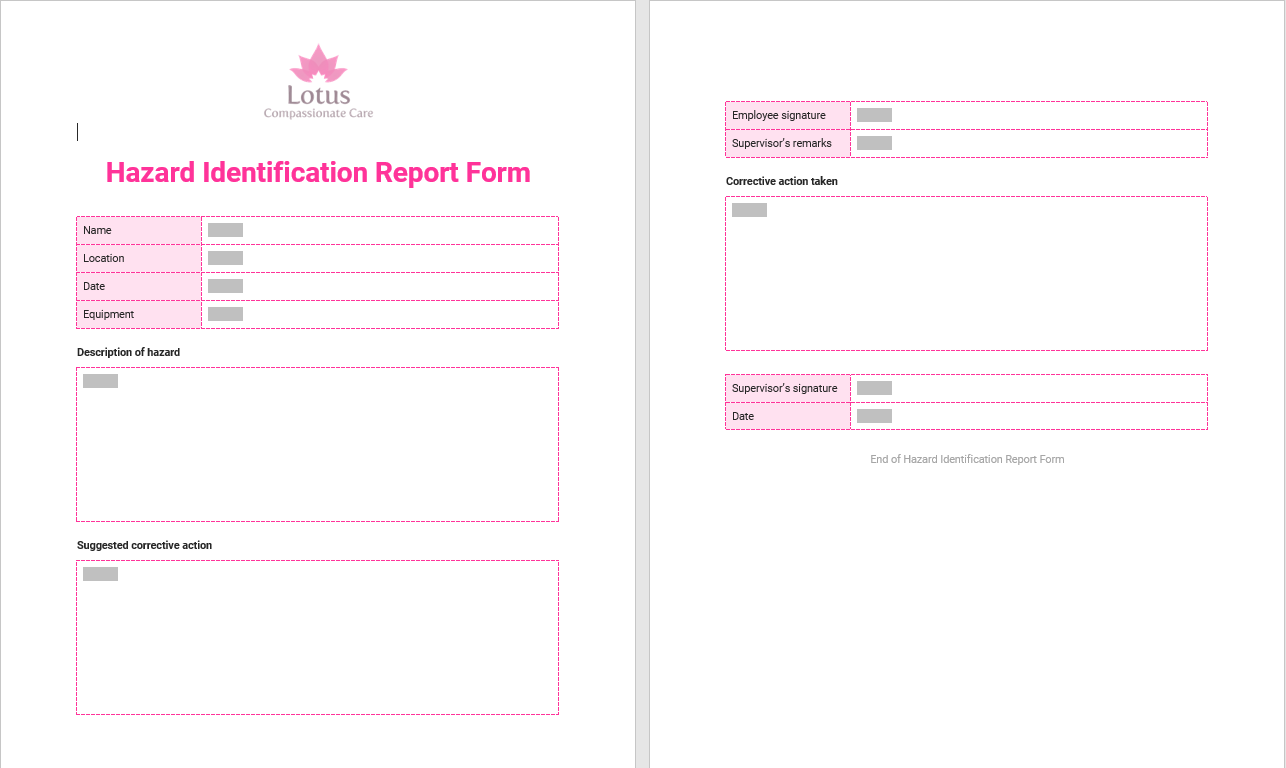 Lotus
Compassionate Care
Hazard Identification Report Form
Name
Location
Date
Equipment
Description of hazard
Suggested corrective action
Employee signature
Supervisor's remarks
Corrective action taken
Supervisor's signature
Date
End of Hazard Identification Report Form